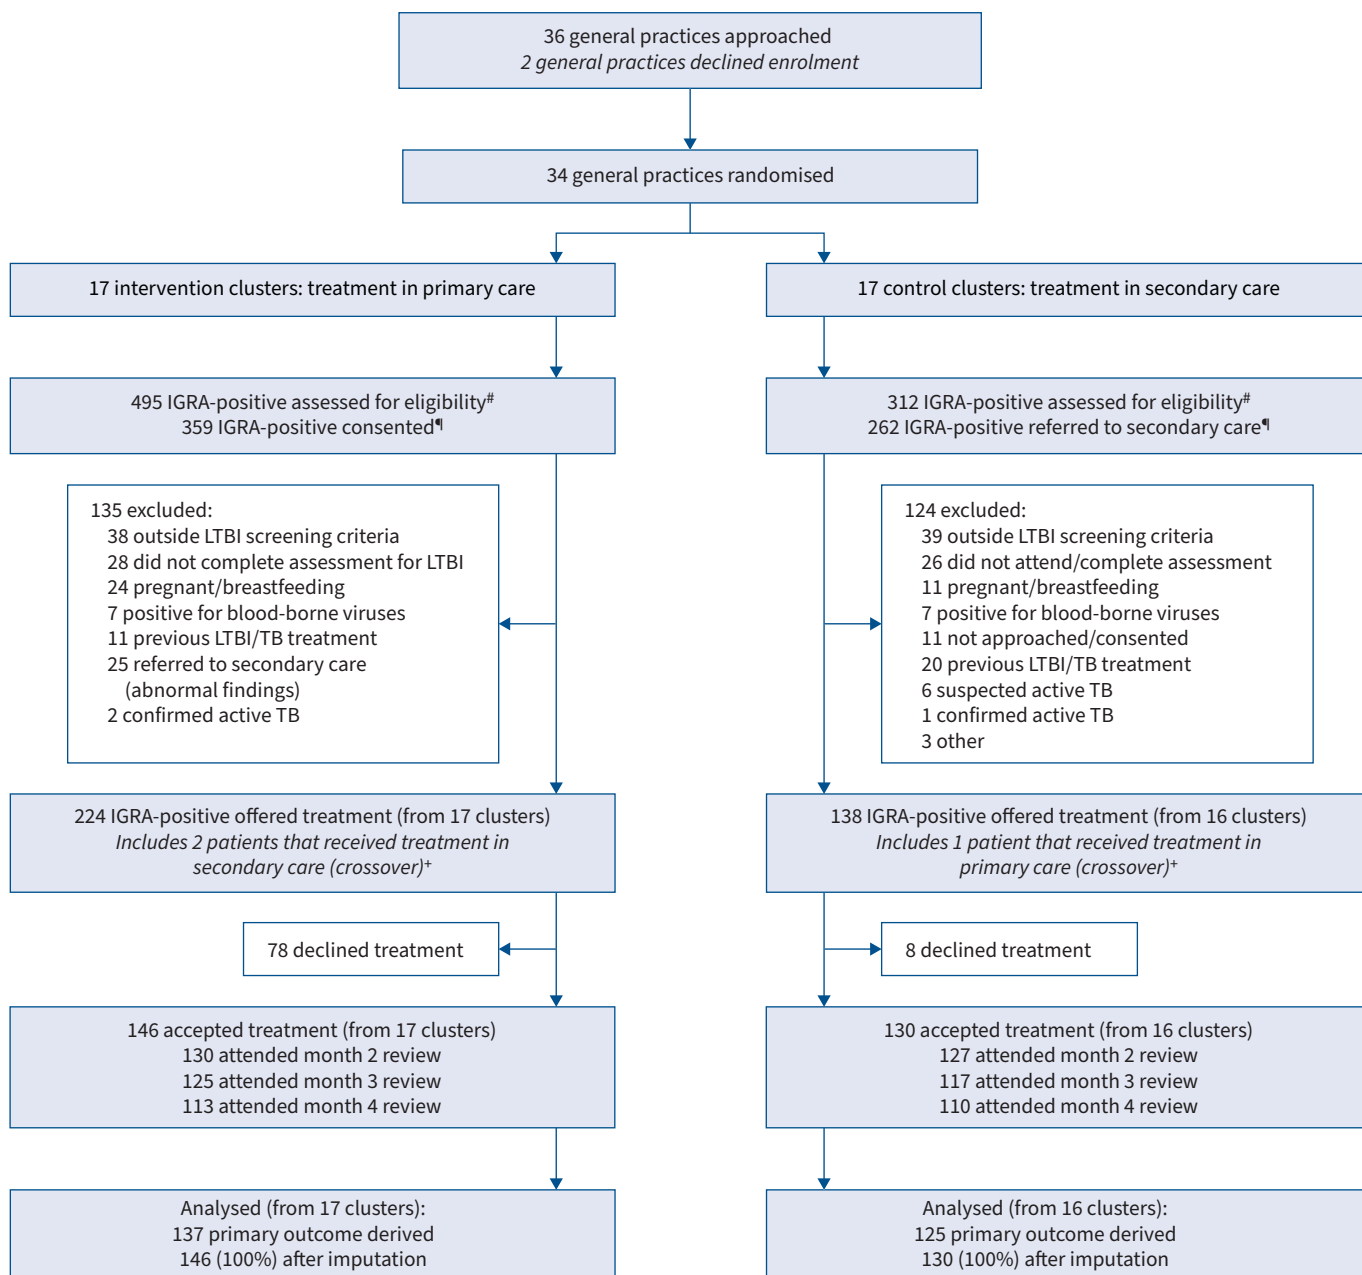 36 general practices approached
2 general practices declined enrolment
34 general practices randomised
17 intervention clusters: treatment in primary care
17 control clusters: treatment in secondary care
495 IGRA-positive assessed for eligibility#
359 IGRA-positive consented¶
312 IGRA-positive assessed for eligibility#
262 IGRA-positive referred to secondary care¶
135 excluded:
38 outside LTBI screening criteria
28 did not complete assessment for LTBI
24 pregnant/breastfeeding
7 positive for blood-borne viruses
11 previous LTBI/TB treatment
25 referred to secondary care
(abnormal findings)
2 confirmed active TB
124 excluded:
39 outside LTBI screening criteria
26 did not attend/complete assessment
11 pregnant/breastfeeding
7 positive for blood-borne viruses
11 not approached/consented
20 previous LTBI/TB treatment
6 suspected active TB
1 confirmed active TB
3 other
224 IGRA-positive offered treatment (from 17 clusters)
Includes 2 patients that received treatment in
secondary care (crossover)+
138 IGRA-positive offered treatment (from 16 clusters)
Includes 1 patient that received treatment in
primary care (crossover)+
78 declined treatment
8 declined treatment
146 accepted treatment (from 17 clusters)
130 attended month 2 review
125 attended month 3 review
113 attended month 4 review
130 accepted treatment (from 16 clusters)
127 attended month 2 review
117 attended month 3 review
110 attended month 4 review
Analysed (from 17 clusters):
137 primary outcome derived
146 (100%) after imputation
Analysed (from 16 clusters):
125 primary outcome derived
130 (100%) after imputation